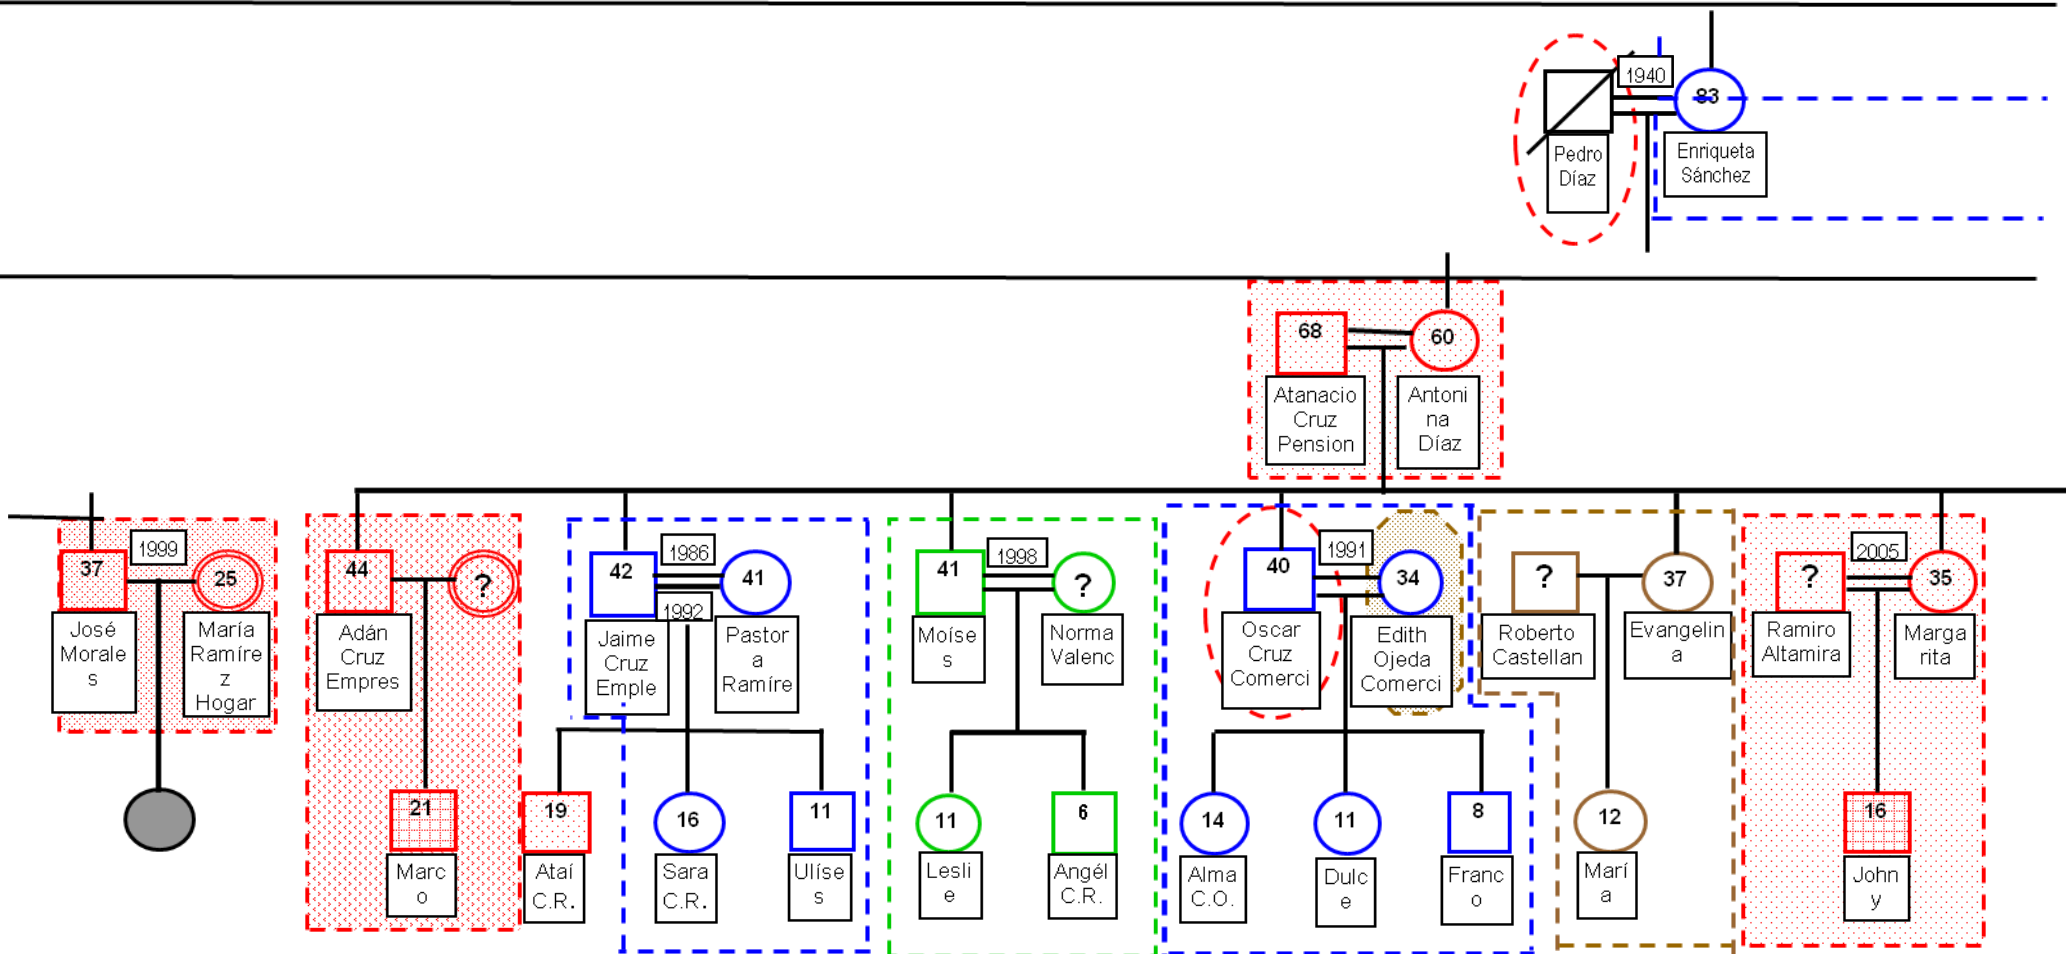 1940
83
Pedro
Díaz
Enriqueta
Sánchez
68
60
Atanacio
Cruz
Pension
Antoni
na
Díaz
1999
37
25
José
Morale
s
María
Ramíre
z
Hogar
44
?
Adán
Cruz
Empres
1986
42
41
1992
Jaime
Cruz
Emple
Pastor
a
Ramíre
1998
41
?
Moíse
s
Norma
Valenc
1991
40
34
Oscar
Cruz
Comerci
Edith
Ojeda
Comerci
?
37
Roberto
Castellan
Evangelin
a
2005
?
35
Ramiro
Altamira
Marga
rita
21
Marc
o
19
Ataí
C.R.
16
Sara
C.R.
11
Ulíse
s
11
Lesli
e
6
Angél
C.R.
14
Alma
C.O.
11
Dulc
e
8
Franc
o
12
Marí
a
16
John
y